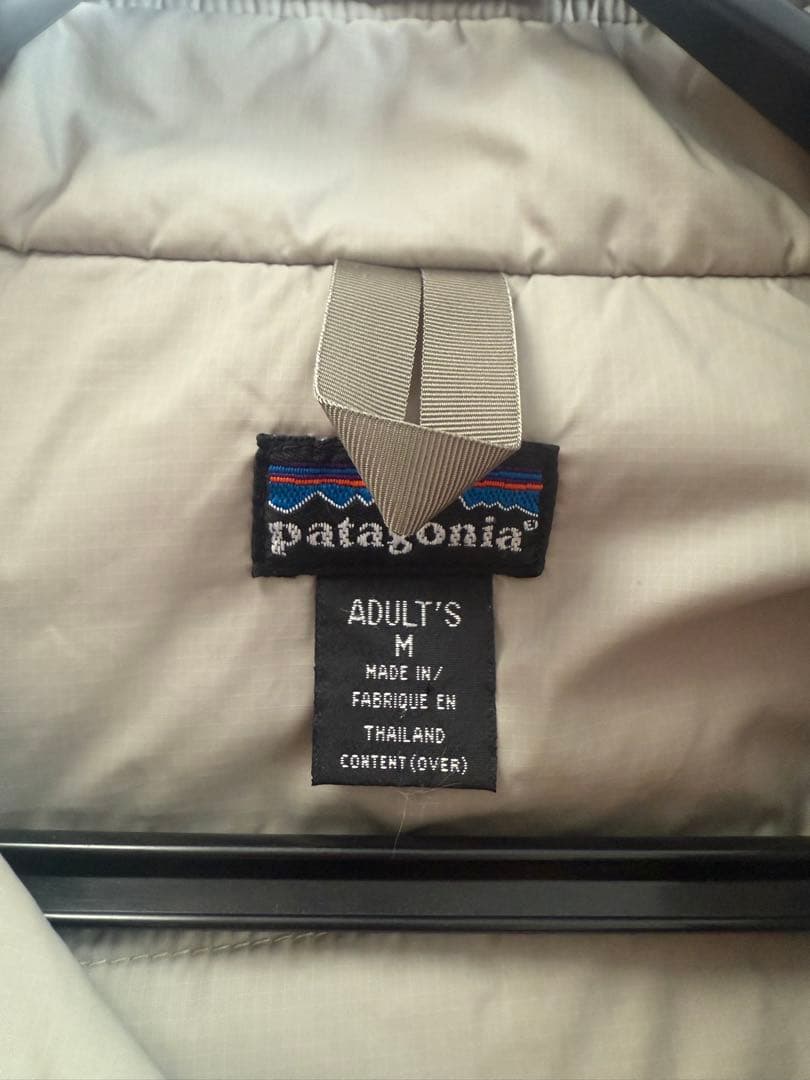 patagonia®
ADULT'S
M
MADE IN/
FABRIQUE EN
THAILAND
CONTENT (OVER)